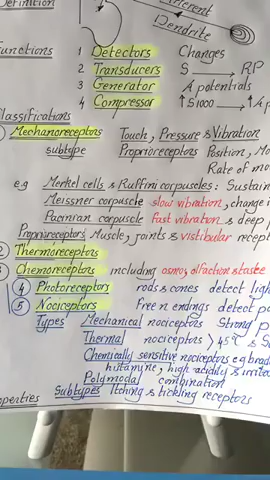 Definition
Afferent
Dendrite
Functions 1 Detectors Changes
2 Transducers S → RP
3 Generator A potentials
4 Compressor ↑S1000 → ↑A
Classifications
Mechanoreceptors Touch, Pressure & Vibration
subtype Proprioreceptors Position, Mo
Rate of mo
e.g Merkel cells & Ruffini corpuscles: Sustain
Meissner corpuscle slow vibration, change i
Pacinian corpuscle fast vibration & deep
Proprioreceptors Muscle, joints & vistibular recept
2 Thermoreceptors
3 Chemoreceptors including osmo, olfaction & taste
4 Photoreceptors rods & cones detect ligh
5 Nociceptors Free n endings detect pa
Types Mechanical nociceptors Strong p
Thermal nociceptors > 45°C & S
Chemically sensitive nociceptors e.g brad
histamine, high acidity & irrita
Polymodal combination
Subtypes Itching & tickling receptors
operties